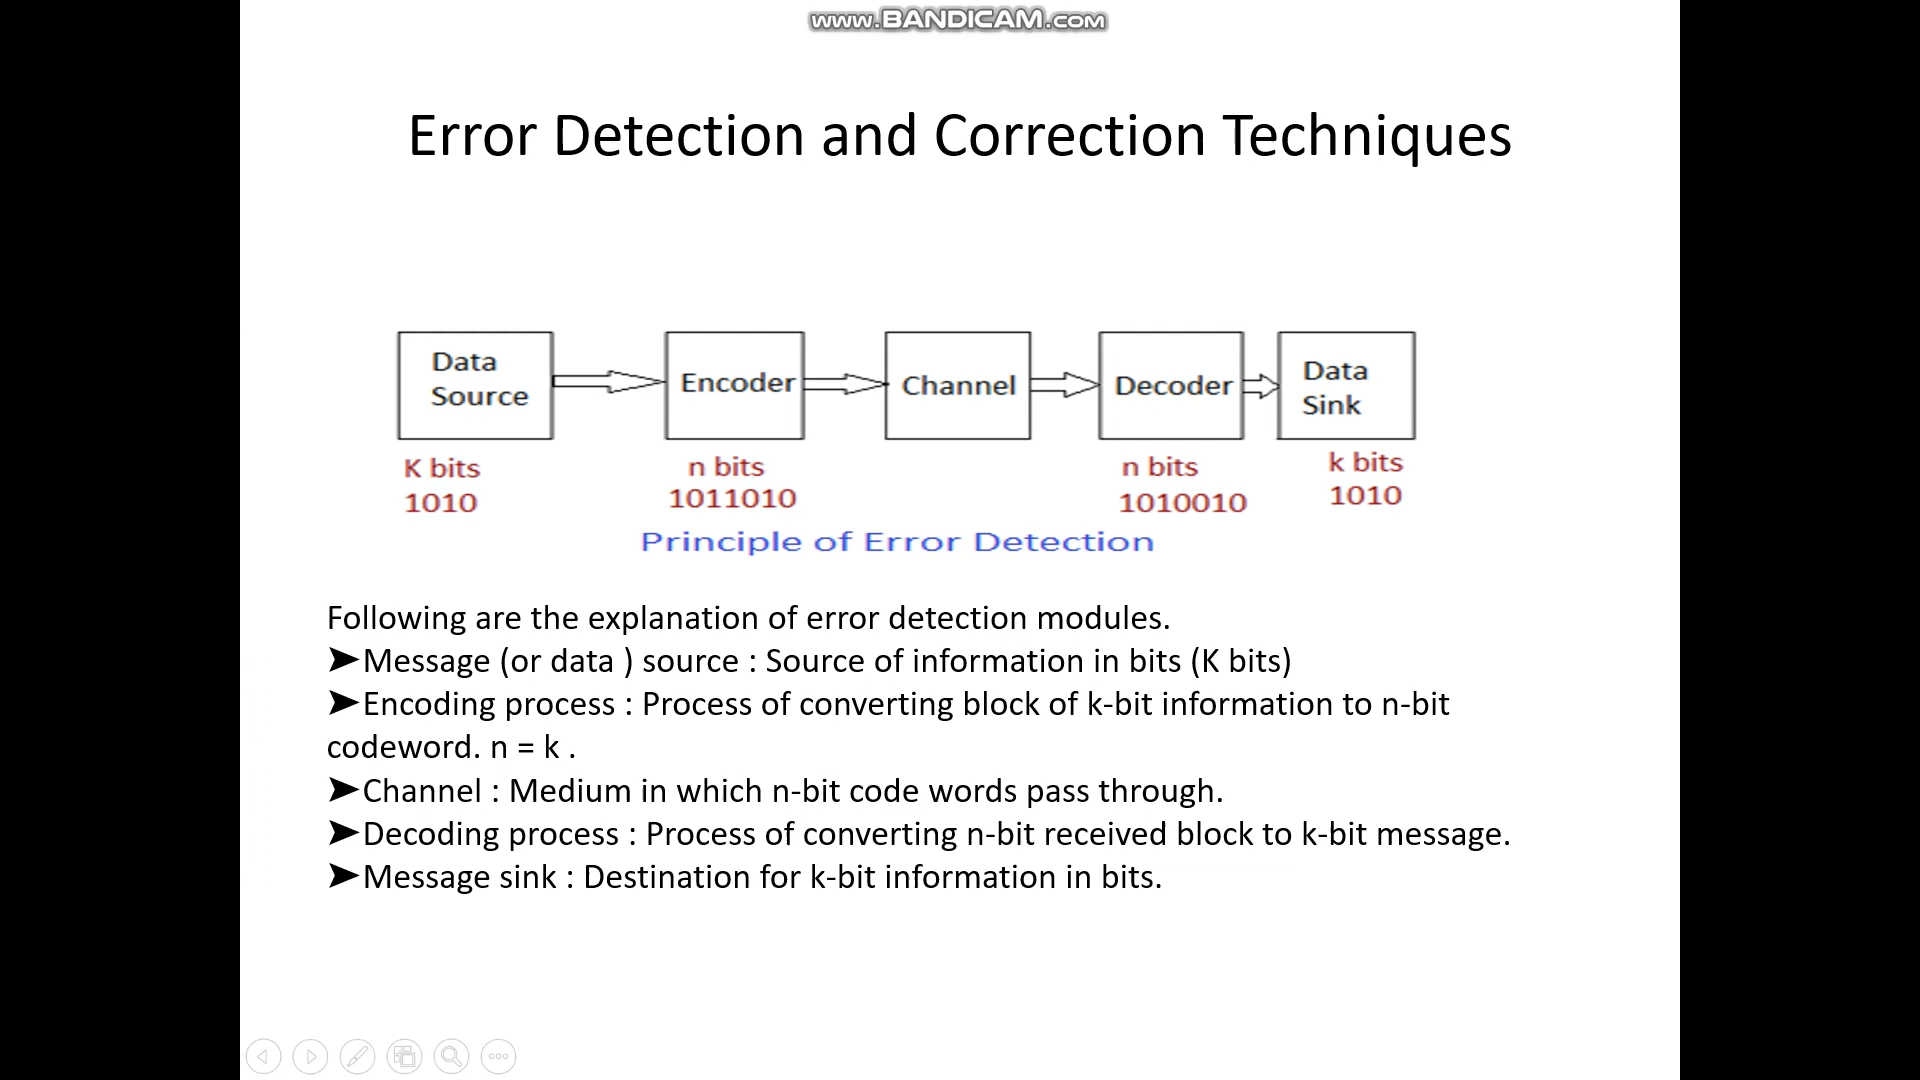 www.BANDICAM.com
Error Detection and Correction Techniques
Data
Source
Encoder
Channel
Decoder
Data
Sink
K bits
1010
n bits
1011010
n bits
1010010
k bits
1010
Principle of Error Detection
Following are the explanation of error detection modules.
➤Message (or data ) source : Source of information in bits (K bits)
➤Encoding process : Process of converting block of k-bit information to n-bit
codeword. n = k .
➤Channel : Medium in which n-bit code words pass through.
➤Decoding process : Process of converting n-bit received block to k-bit message.
➤Message sink : Destination for k-bit information in bits.